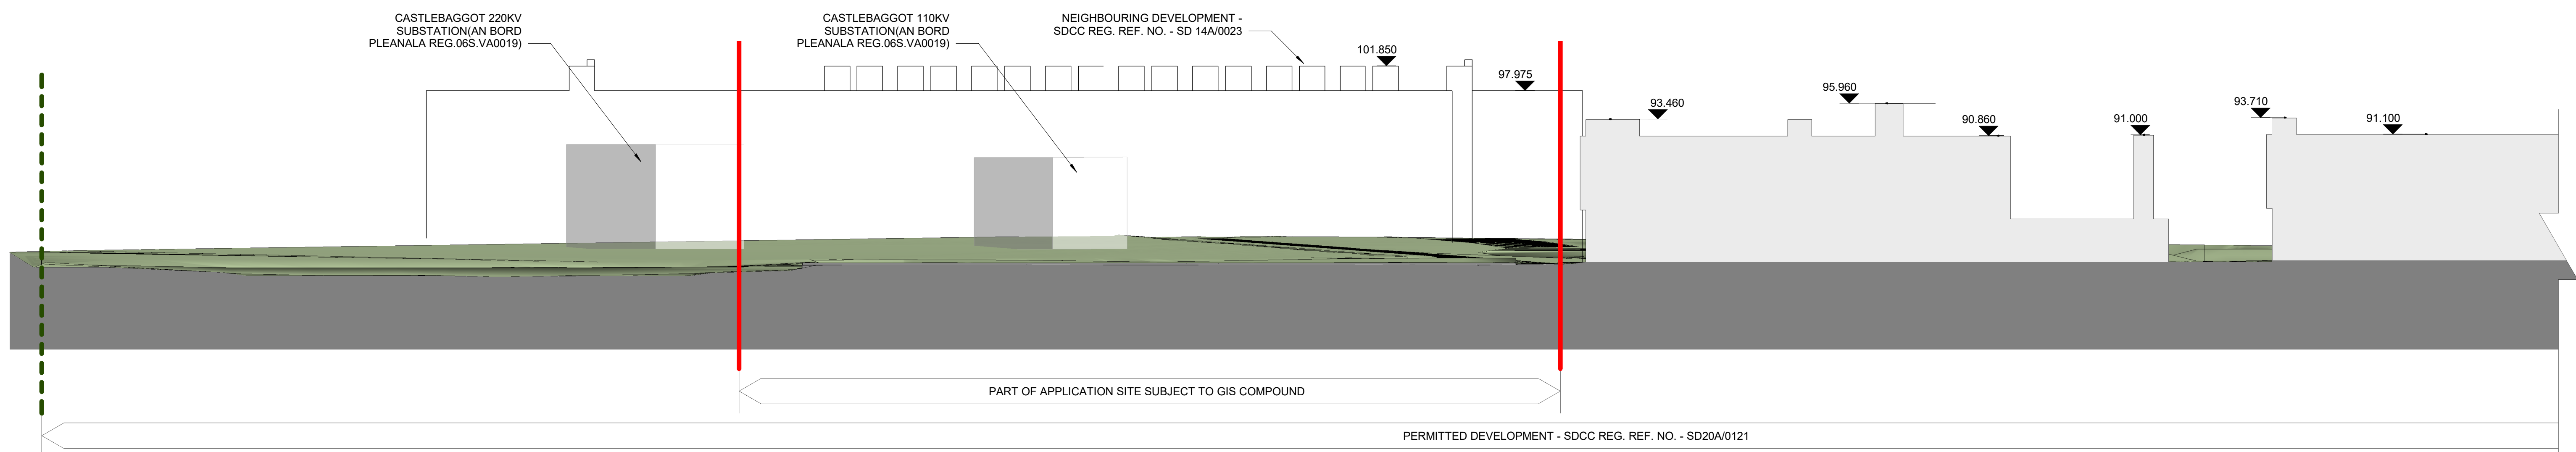 CASTLEBAGGOT 220KV
SUBSTATION(AN BORD
PLEANALA REG.06S.VA0019)
CASTLEBAGGOT 110KV
SUBSTATION(AN BORD
PLEANALA REG.06S.VA0019)
NEIGHBOURING DEVELOPMENT -
SDCC REG. REF. NO. - SD 14A/0023
101.850
97.975
93.460
95.960
90.860
91.000
93.710
91.100
PART OF APPLICATION SITE SUBJECT TO GIS COMPOUND
PERMITTED DEVELOPMENT - SDCC REG. REF. NO. - SD20A/0121